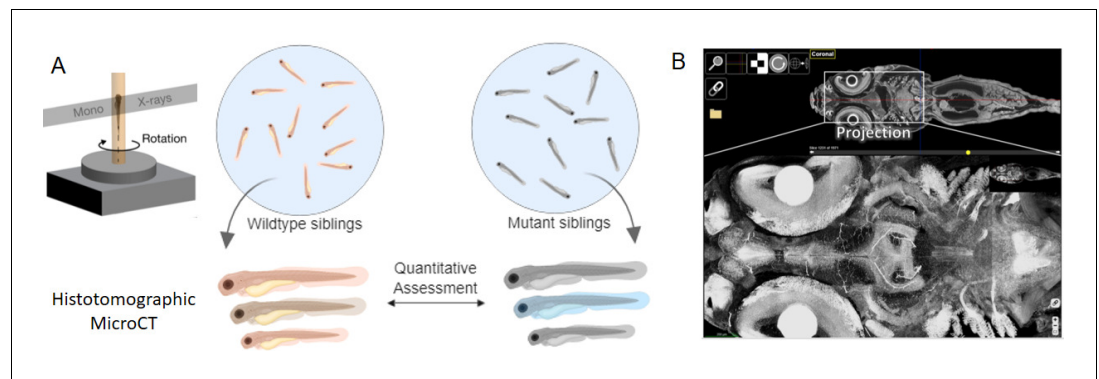 A
Mono X-rays
Rotation
Wildtype siblings
Mutant siblings
Quantitative
Assessment
Histotomographic
MicroCT
B
Coronal
Projection